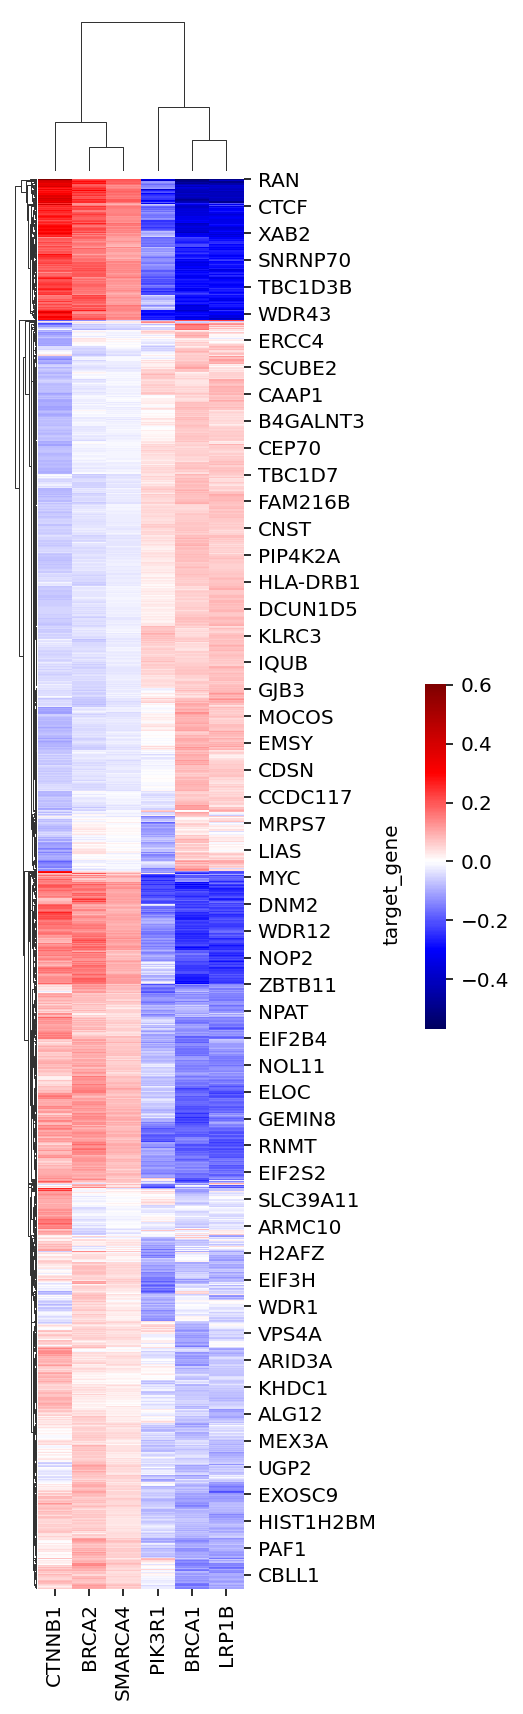 RAN
CTCF
XAB2
SNRNP70
TBC1D3B
WDR43
ERCC4
SCUBE2
CAAP1
B4GALNT3
CEP70
TBC1D7
FAM216B
CNST
PIP4K2A
HLA-DRB1
DCUN1D5
KLRC3
IQUB
GJB3
MOCOS
EMSY
CDSN
CCDC117
MRPS7
LIAS
MYC
DNM2
WDR12
NOP2
ZBTB11
NPAT
EIF2B4
NOL11
ELOC
GEMIN8
RNMT
EIF2S2
SLC39A11
ARMC10
H2AFZ
EIF3H
WDR1
VPS4A
ARID3A
KHDC1
ALG12
MEX3A
UGP2
EXOSC9
HIST1H2BM
PAF1
CBLL1
CTNNB1
BRCA2
SMARCA4
PIK3R1
BRCA1
LRP1B
target_gene
0.6
0.4
0.2
0.0
−0.2
−0.4